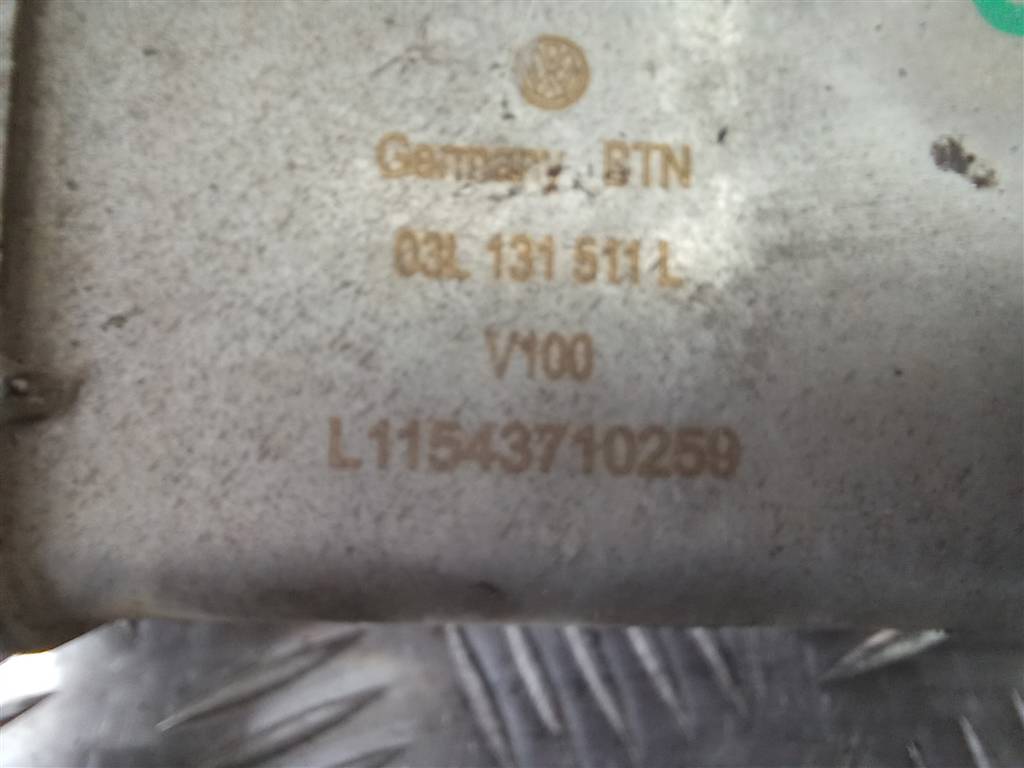 Germany BTN
03L 131 511 L
V100
L11543710259